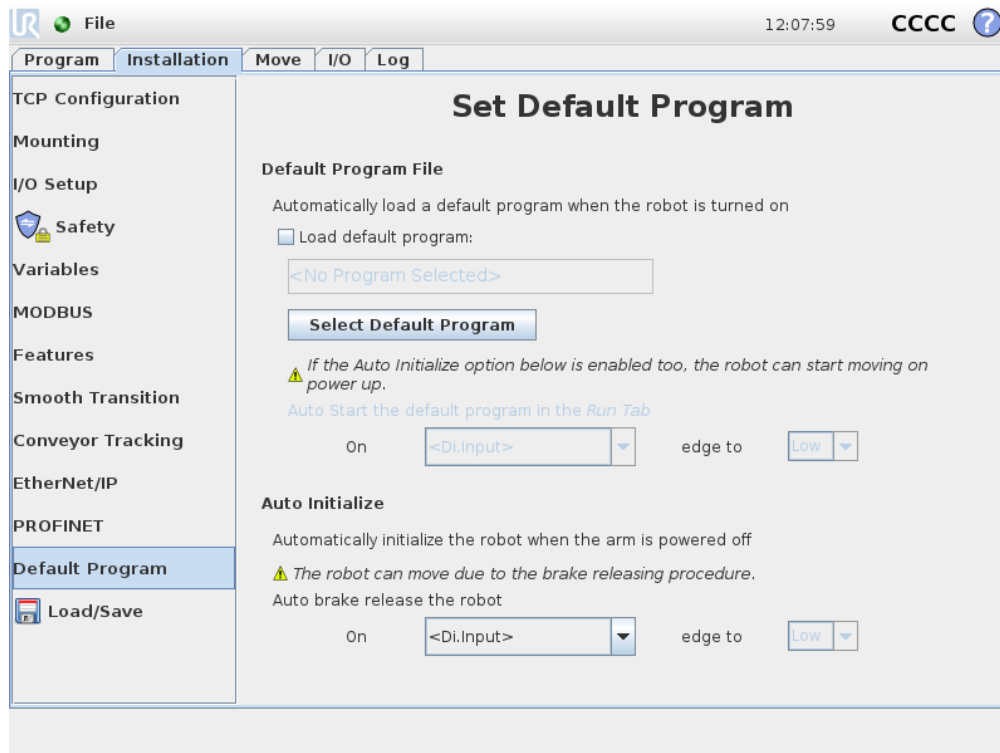 UR File 12:07:59 CCCC ?
Program Installation Move I/O Log
TCP Configuration
Mounting
I/O Setup
Safety
Variables
MODBUS
Features
Smooth Transition
Conveyor Tracking
EtherNet/IP
PROFINET
Default Program
Load/Save
Set Default Program
Default Program File
Automatically load a default program when the robot is turned on
Load default program:
<No Program Selected>
Select Default Program
If the Auto Initialize option below is enabled too, the robot can start moving on
power up.
Auto Start the default program in the Run Tab
On <Di.Input> edge to Low
Auto Initialize
Automatically initialize the robot when the arm is powered off
The robot can move due to the brake releasing procedure.
Auto brake release the robot
On <Di.Input> edge to Low